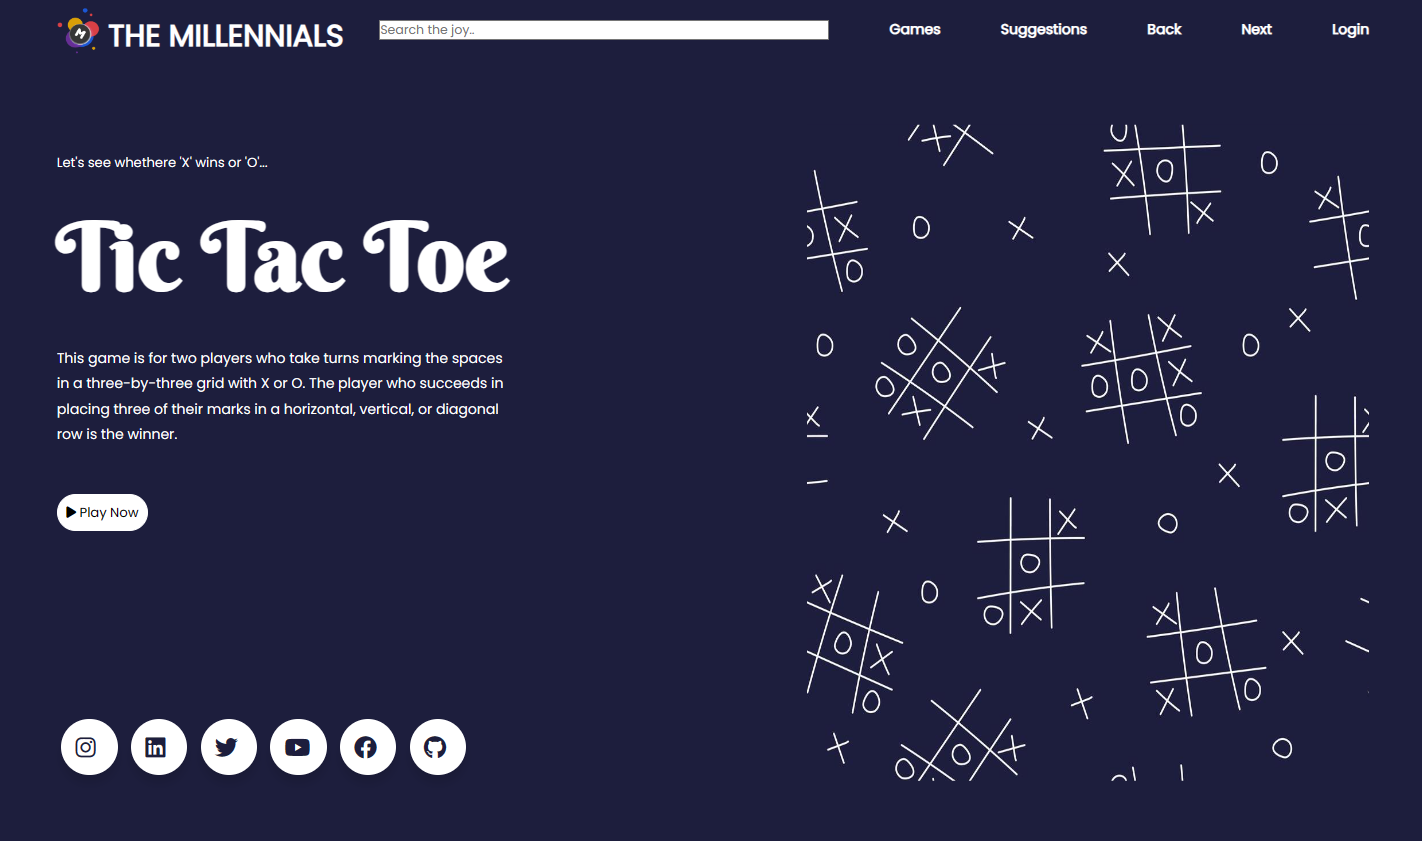 THE MILLENNIALS
Search the joy..
Games
Suggestions
Back
Next
Login
Let's see whethere 'X' wins or 'O'...
Tic Tac Toe
This game is for two players who take turns marking the spaces
in a three-by-three grid with X or O. The player who succeeds in
placing three of their marks in a horizontal, vertical, or diagonal
row is the winner.
Play Now